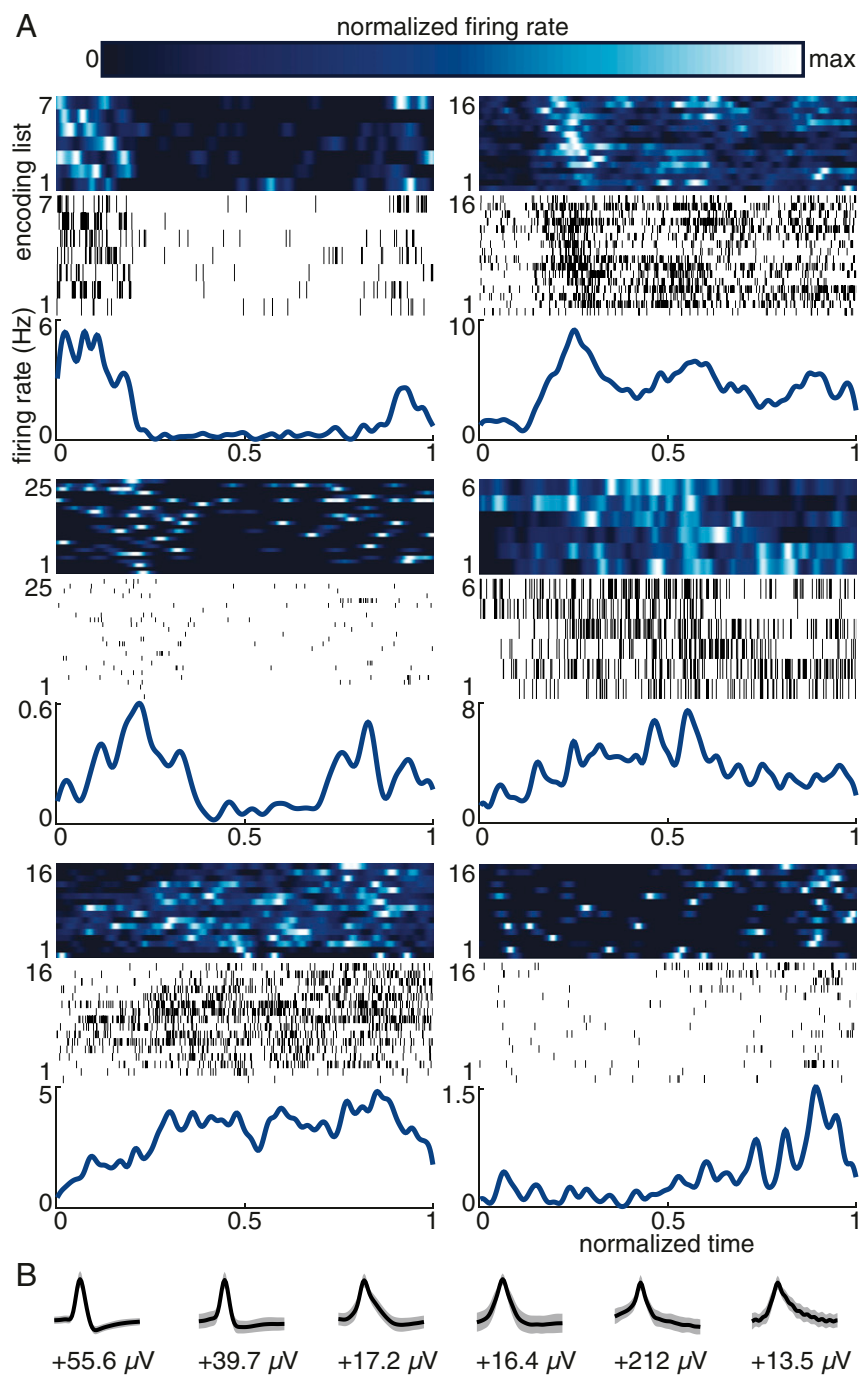 A
normalized firing rate
0 max
7
1
encoding list
7
1
6
0
firing rate (Hz)
0 0.5 1
16
1
16
1
10
0
0 0.5 1
25
1
25
1
0.6
0
0 0.5 1
6
1
6
1
8
0
0 0.5 1
16
1
16
1
5
0
0 0.5 1
16
1
16
1
1.5
0
0 0.5 1
normalized time
B
+55.6 µV +39.7 µV +17.2 µV +16.4 µV +212 µV +13.5 µV